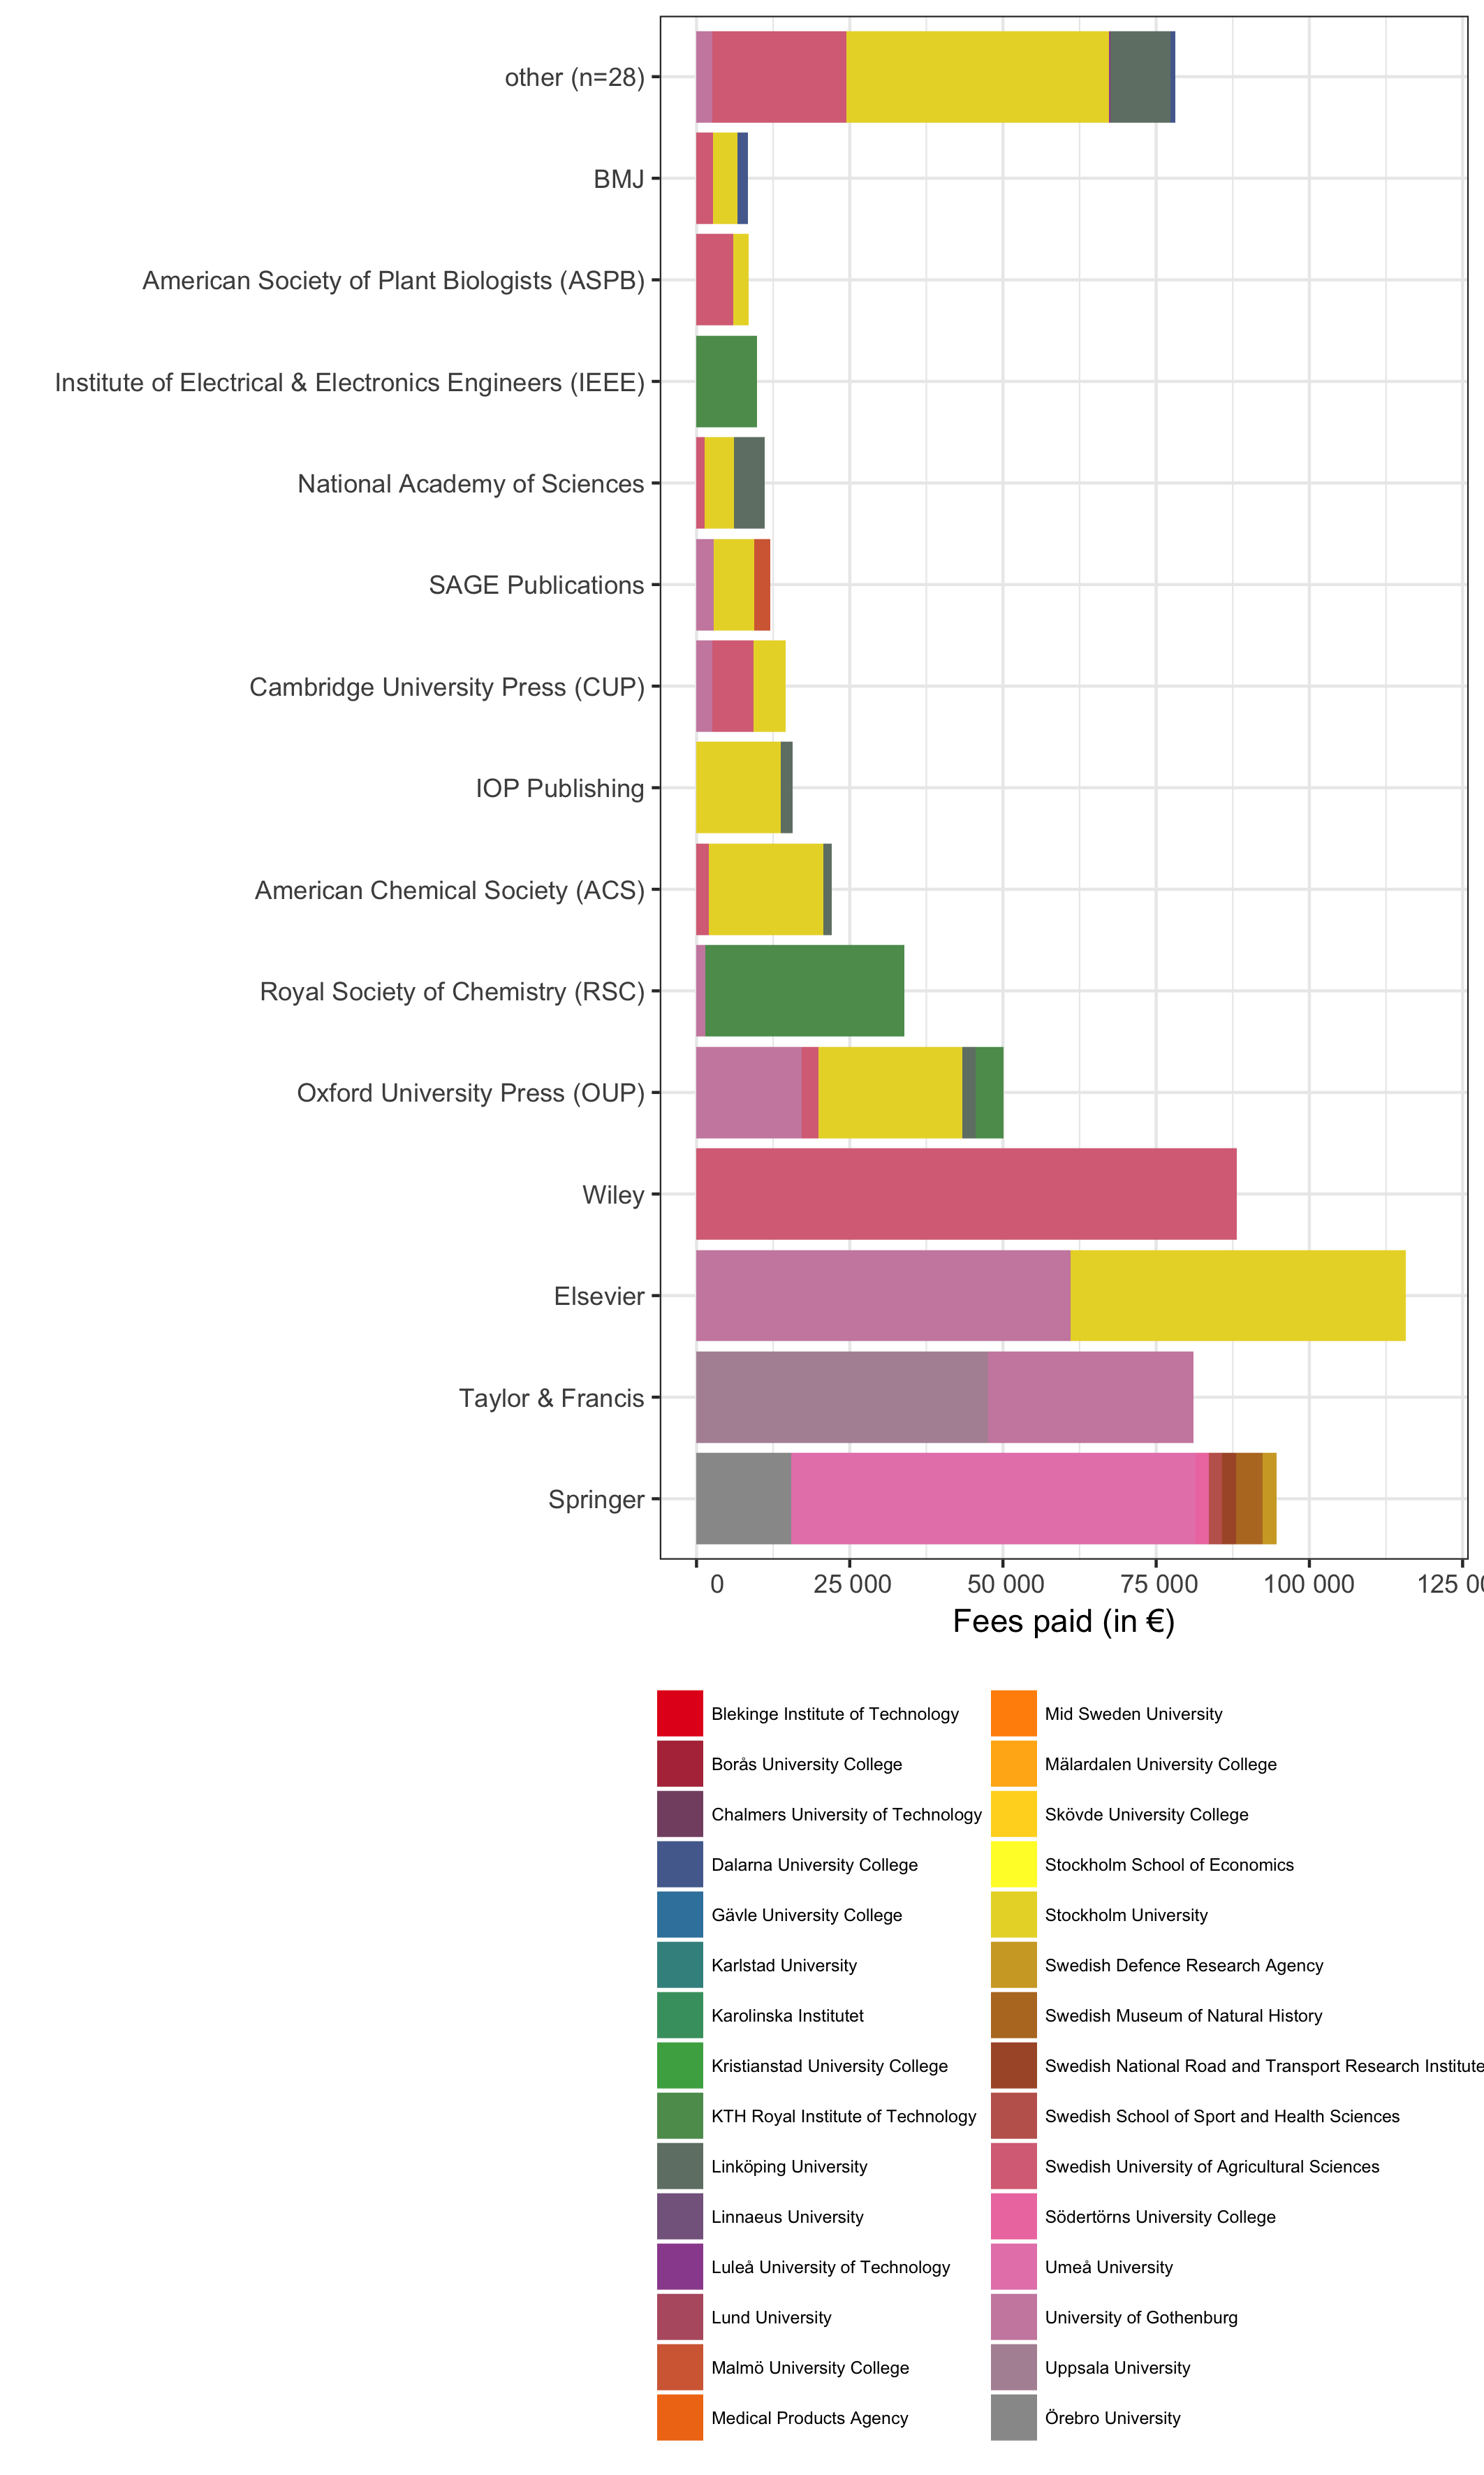 other (n=28)
BMJ
American Society of Plant Biologists (ASPB)
Institute of Electrical & Electronics Engineers (IEEE)
National Academy of Sciences
SAGE Publications
Cambridge University Press (CUP)
IOP Publishing
American Chemical Society (ACS)
Royal Society of Chemistry (RSC)
Oxford University Press (OUP)
Wiley
Elsevier
Taylor & Francis
Springer
0 25 000 50 000 75 000 100 000 125 00
Fees paid (in €)
Blekinge Institute of Technology
Borås University College
Chalmers University of Technology
Dalarna University College
Gävle University College
Karlstad University
Karolinska Institutet
Kristianstad University College
KTH Royal Institute of Technology
Linköping University
Linnaeus University
Luleå University of Technology
Lund University
Malmö University College
Medical Products Agency
Mid Sweden University
Mälardalen University College
Skövde University College
Stockholm School of Economics
Stockholm University
Swedish Defence Research Agency
Swedish Museum of Natural History
Swedish National Road and Transport Research Institute
Swedish School of Sport and Health Sciences
Swedish University of Agricultural Sciences
Södertörns University College
Umeå University
University of Gothenburg
Uppsala University
Örebro University